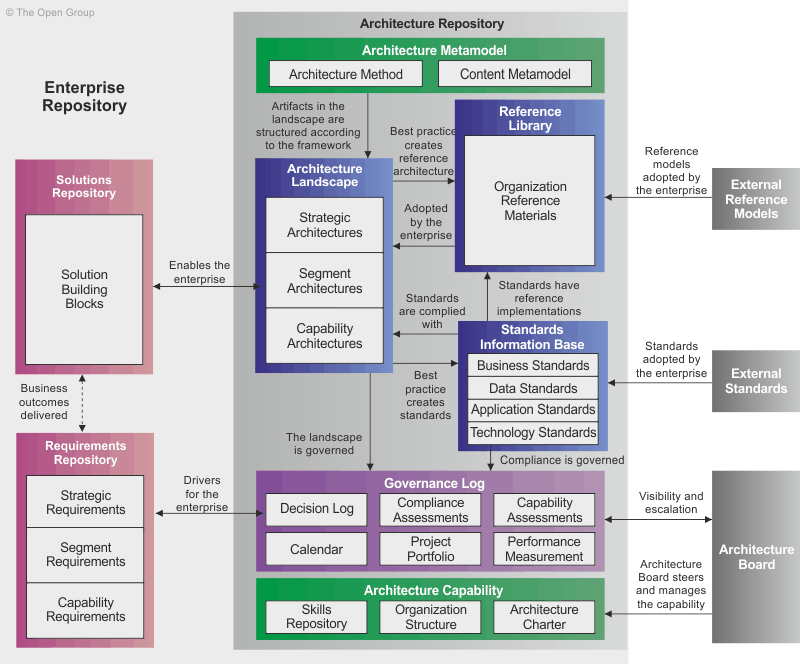 © The Open Group
Architecture Repository
Architecture Metamodel
Architecture Method
Content Metamodel
Enterprise
Repository
Artifacts in the
landscape are
structured according
to the framework
Best practice
creates
reference
architecture
Reference
Library
Organization
Reference
Materials
Reference
models
adopted by
the enterprise
External
Reference
Models
Solutions
Repository
Solution
Building
Blocks
Architecture
Landscape
Strategic
Architectures
Segment
Architectures
Capability
Architectures
Adopted
by the
enterprise
Enables the
enterprise
Standards
are complied
with
Standards have
reference
implementations
Standards
Information Base
Business Standards
Data Standards
Application Standards
Technology Standards
Standards
adopted by
the enterprise
External
Standards
Business
outcomes
delivered
Best
practice
creates
standards
The landscape
is governed
Compliance is governed
Requirements
Repository
Strategic
Requirements
Segment
Requirements
Capability
Requirements
Drivers
for the
enterprise
Governance Log
Decision Log
Compliance
Assessments
Capability
Assessments
Calendar
Project
Portfolio
Performance
Measurement
Visibility and
escalation
Architecture
Board
Architecture
Board steers
and manages
the capability
Architecture Capability
Skills
Repository
Organization
Structure
Architecture
Charter